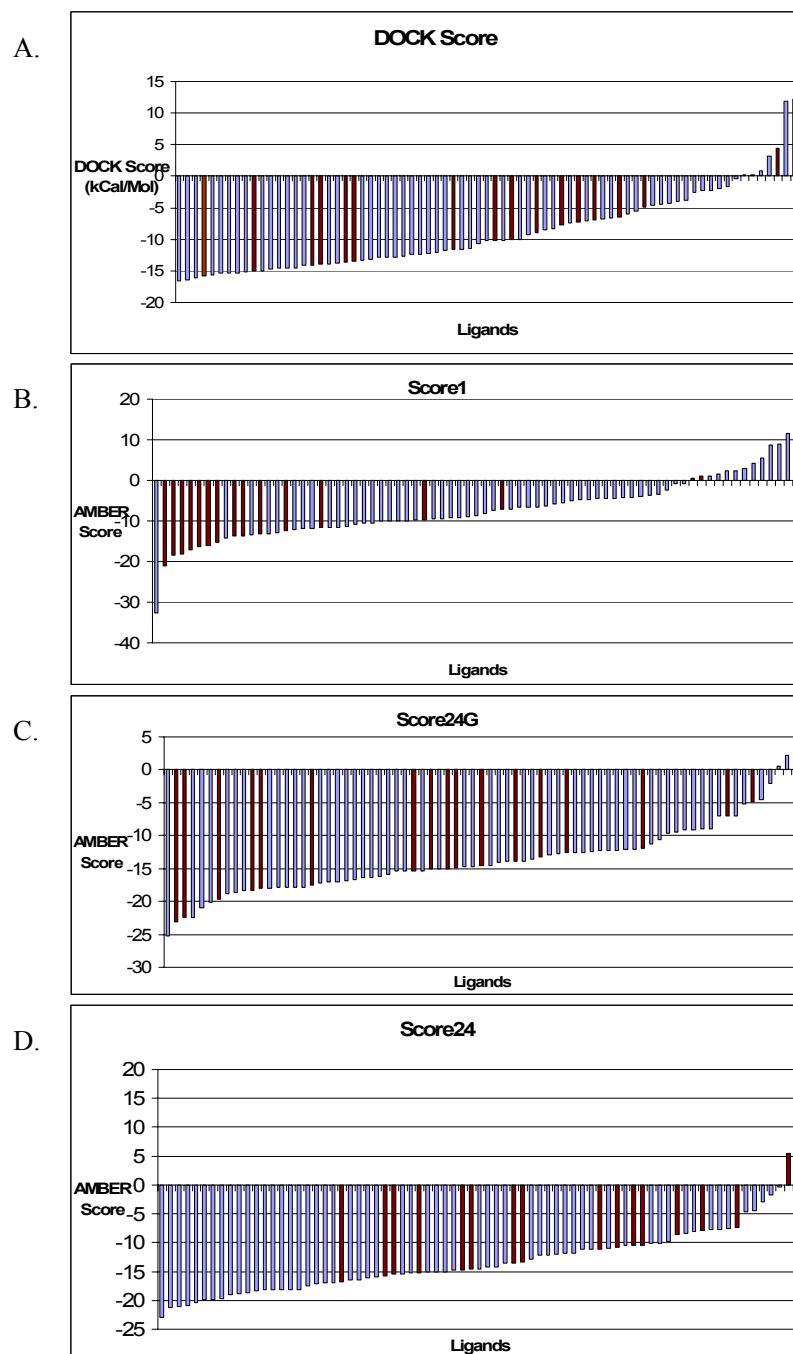 A.
DOCK Score
15
10
5
0
-5
-10
-15
-20
DOCK Score
(kCal/Mol)
Ligands
B.
Score1
20
10
0
-10
-20
-30
-40
AMBER
Score
Ligands
C.
Score24G
5
0
-5
-10
-15
-20
-25
-30
AMBER
Score
Ligands
D.
Score24
20
15
10
5
0
-5
-10
-15
-20
-25
AMBER
Score
Ligands